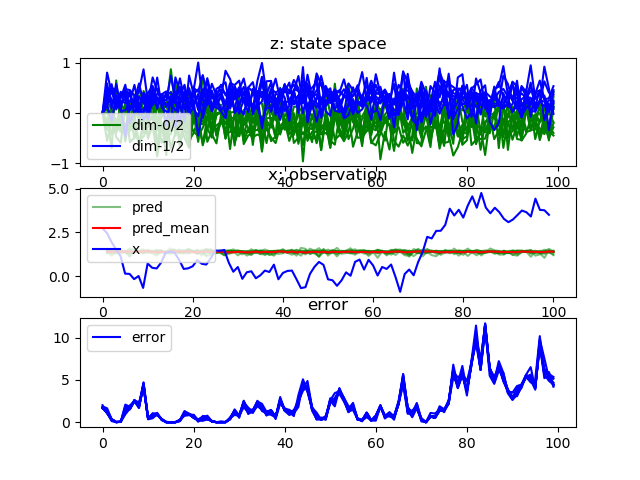 z: state space
1
0
−1
dim-0/2
dim-1/2
0 20 40 60 80 100
x: observation
5.0
2.5
0.0
pred
pred_mean
x
0 20 40 60 80 100
error
10
5
0
error
0 20 40 60 80 100